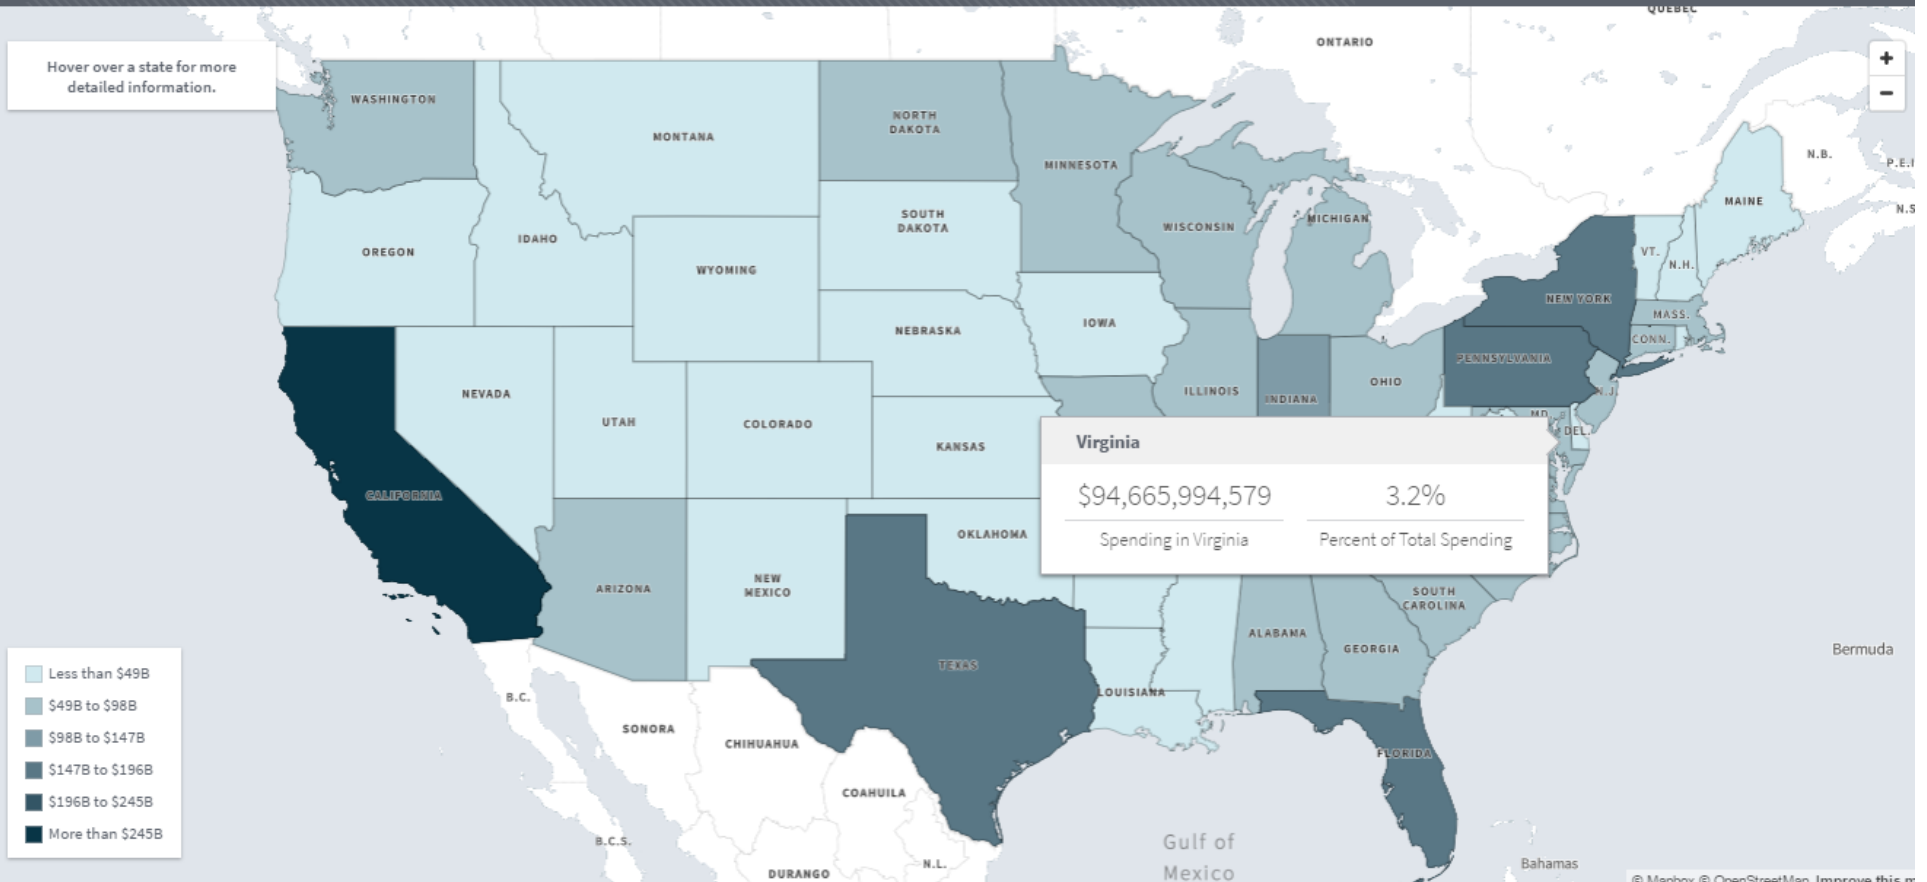 QUEBEC
ONTARIO
Hover over a state for more
detailed information.
+
−
WASHINGTON
MONTANA
NORTH
DAKOTA
MINNESOTA
N.B.
P.E.I
MAINE
N.S
SOUTH
DAKOTA
WISCONSIN
MICHIGAN
OREGON
IDAHO
WYOMING
VT.
N.H.
NEW YORK
MASS.
NEBRASKA
IOWA
CONN.
PENNSYLVANIA
NEVADA
ILLINOIS
INDIANA
OHIO
N.J.
UTAH
COLORADO
KANSAS
MD.
DEL.
Virginia
$94,665,994,579
3.2%
Spending in Virginia
Percent of Total Spending
CALIFORNIA
OKLAHOMA
ARIZONA
NEW
MEXICO
SOUTH
CAROLINA
ALABAMA
GEORGIA
TEXAS
LOUISIANA
Bermuda
Less than $49B
$49B to $98B
$98B to $147B
$147B to $196B
$196B to $245B
More than $245B
B.C.
SONORA
CHIHUAHUA
FLORIDA
COAHUILA
B.C.S.
Gulf of
Mexico
N.L.
DURANGO
Bahamas
© Mapbox © OpenStreetMap Improve this m